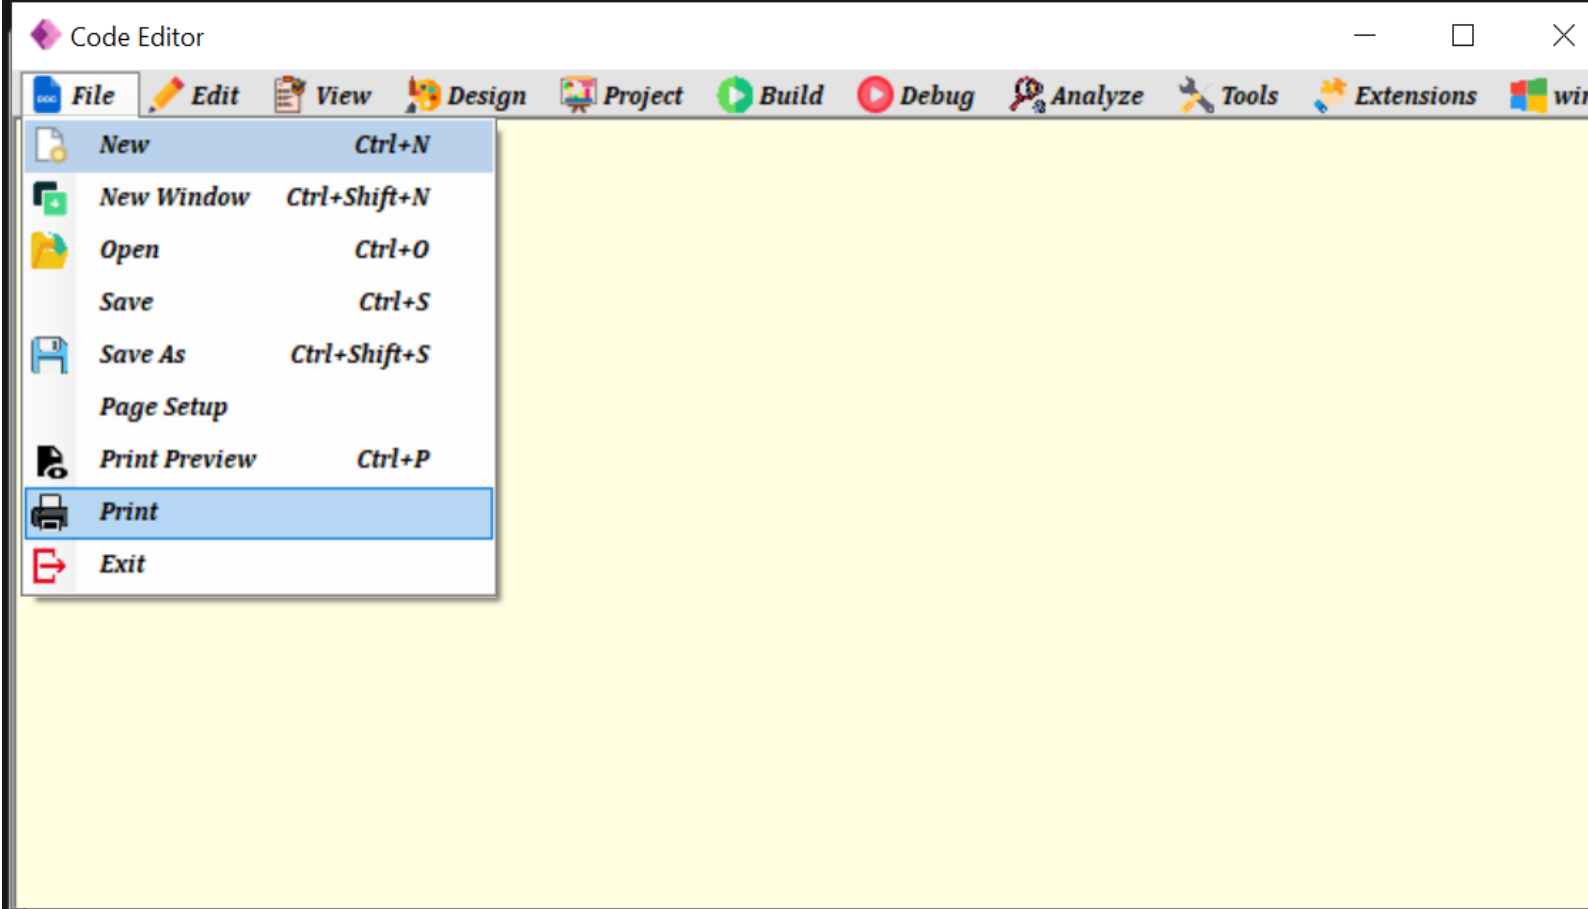 Code Editor
File Edit View Design Project Build Debug Analyze Tools Extensions
New Ctrl+N
New Window Ctrl+Shift+N
Open Ctrl+O
Save Ctrl+S
Save As Ctrl+Shift+S
Page Setup
Print Preview Ctrl+P
Print
Exit